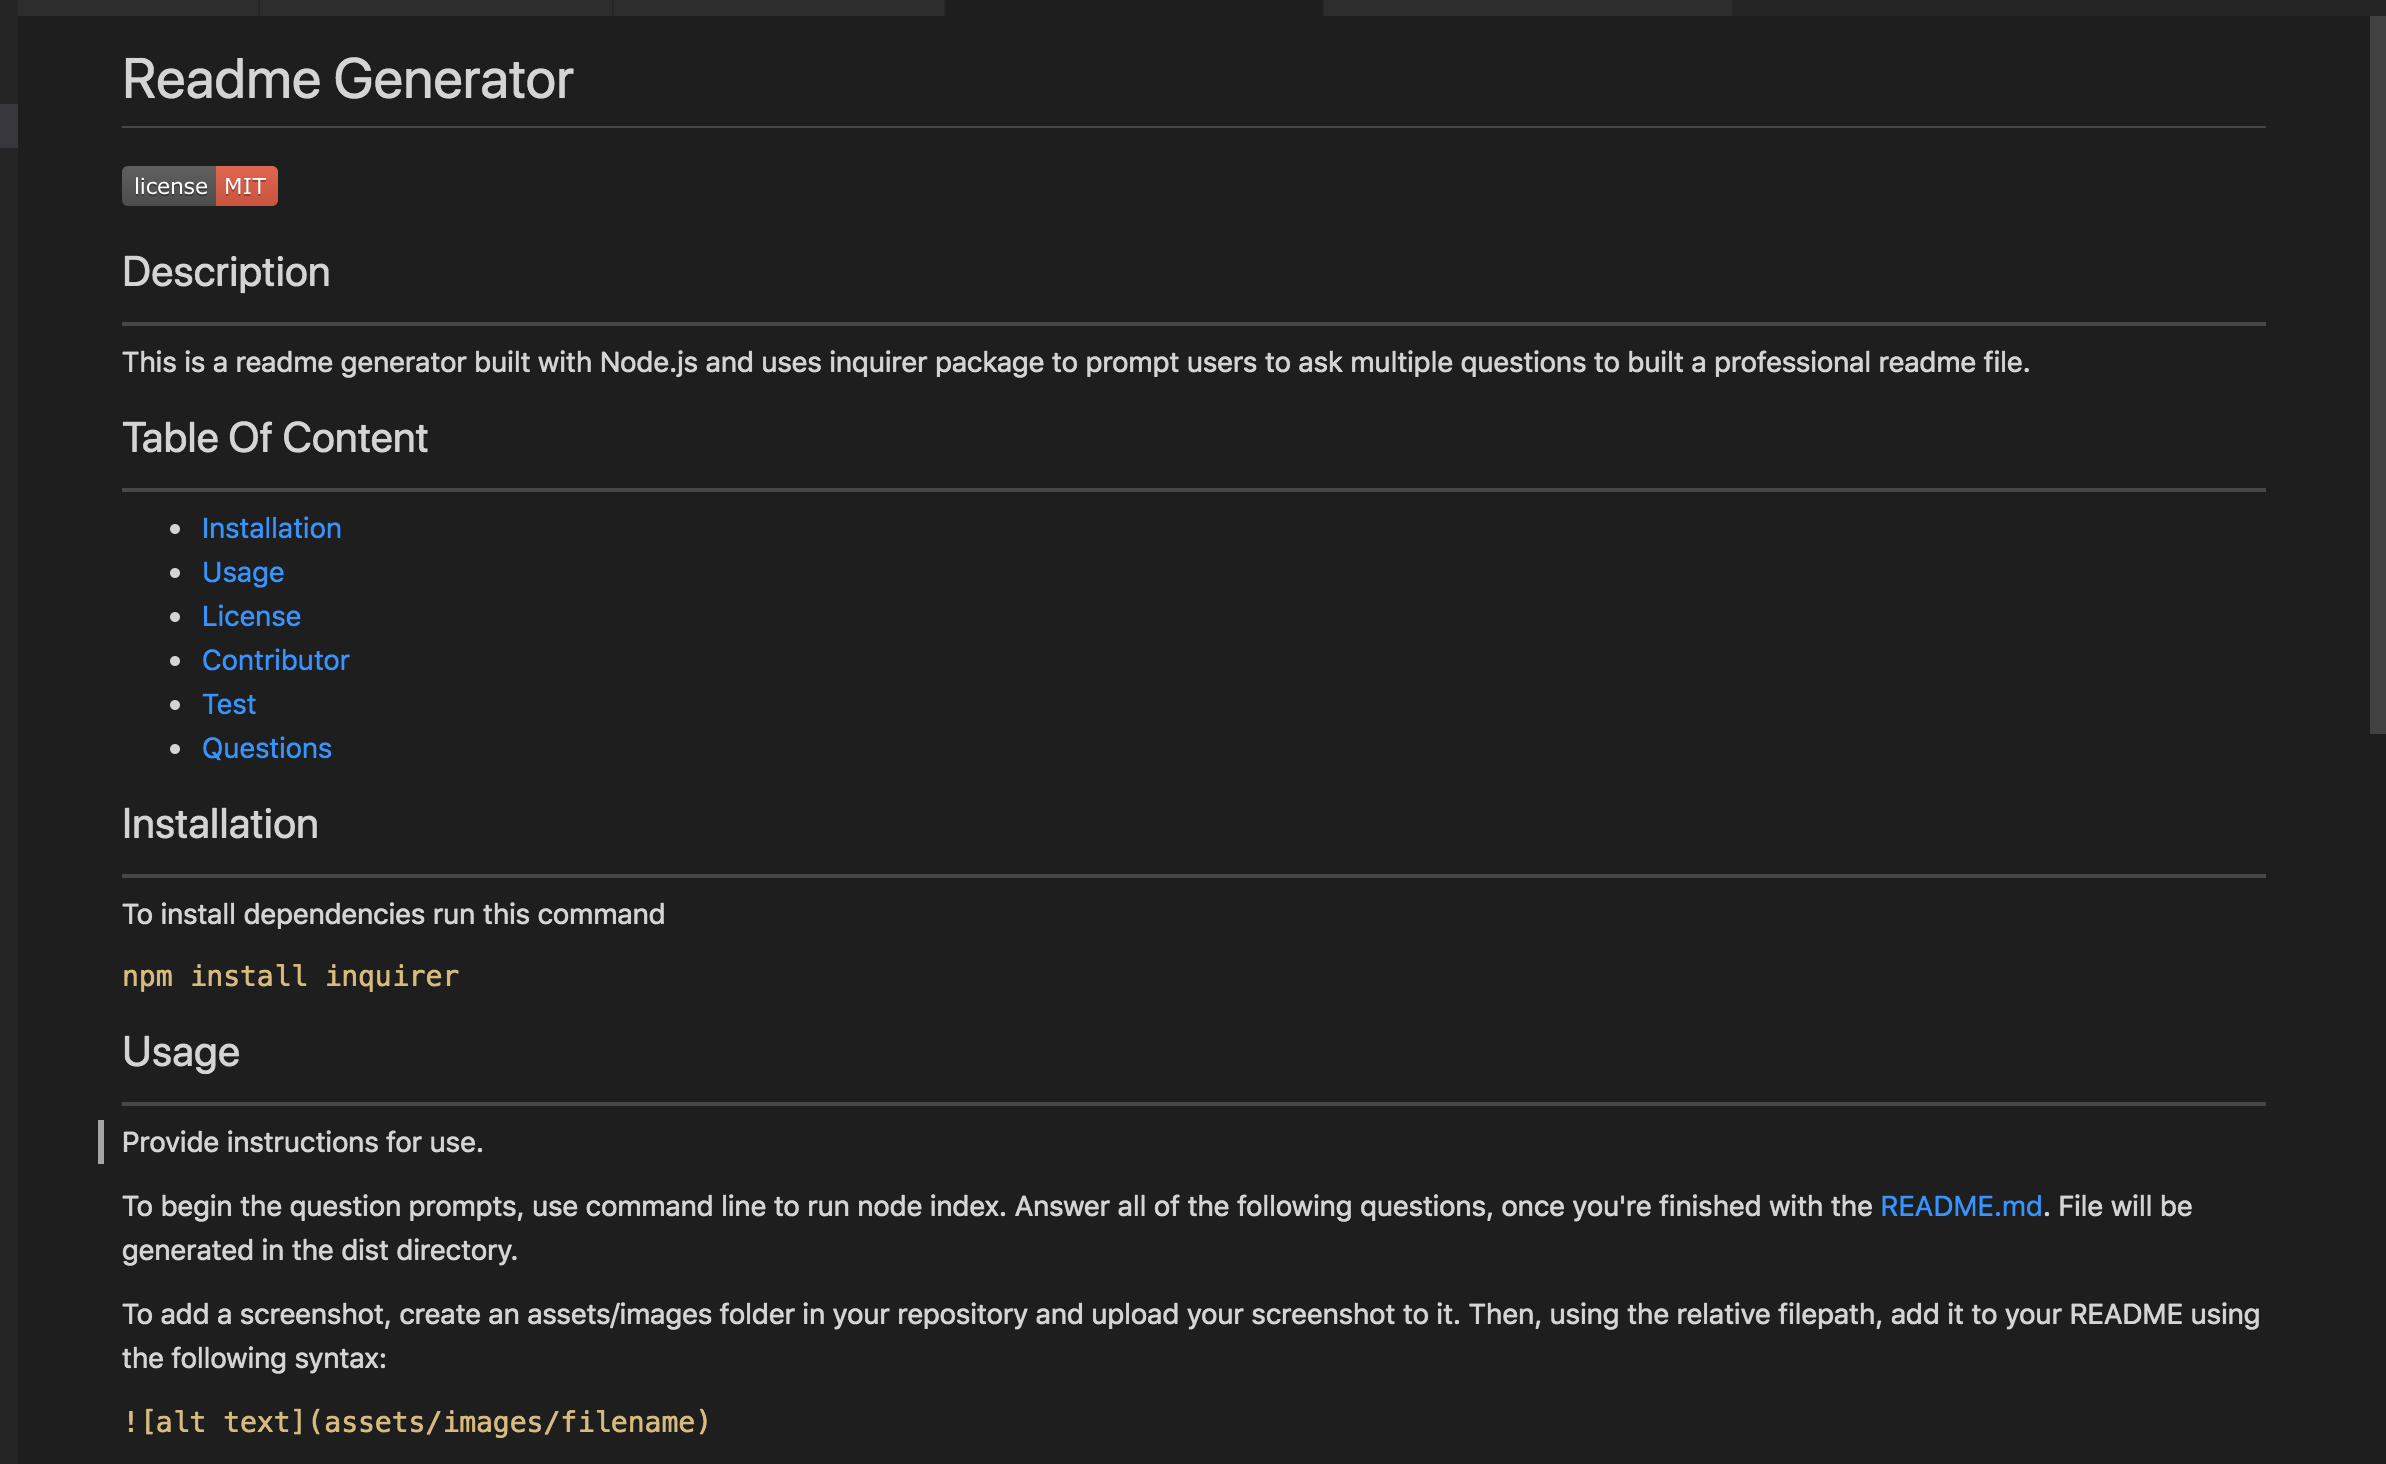 Readme Generator
license MIT
Description
This is a readme generator built with Node.js and uses inquirer package to prompt users to ask multiple questions to built a professional readme file.
Table Of Content
Installation
Usage
License
Contributor
Test
Questions
Installation
To install dependencies run this command
npm install inquirer
Usage
Provide instructions for use.
To begin the question prompts, use command line to run node index. Answer all of the following questions, once you're finished with the README.md. File will be
generated in the dist directory.
To add a screenshot, create an assets/images folder in your repository and upload your screenshot to it. Then, using the relative filepath, add it to your README using
the following syntax:
![alt text](assets/images/filename)